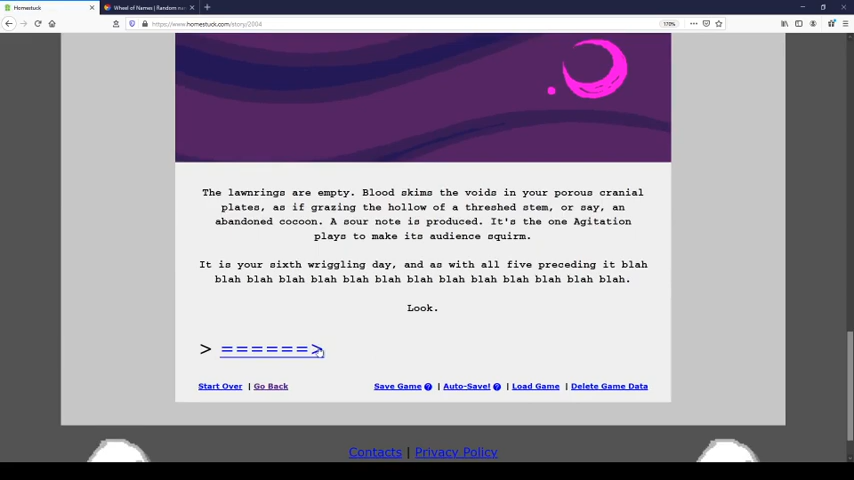 Homestuck
Wheel of Names | Random na
https://www.homestuck.com/story/2004
170%
The lawnrings are empty. Blood skims the voids in your porous cranial
plates, as if grazing the hollow of a threshed stem, or say, an
abandoned cocoon. A sour note is produced. It's the one Agitation
plays to make its audience squirm.
It is your sixth wriggling day, and as with all five preceding it blah
blah blah blah blah blah blah blah blah blah blah blah blah.
Look.
> ======>
Start Over | Go Back
Save Game ? | Auto-Save! ? | Load Game | Delete Game Data
Contacts | Privacy Policy